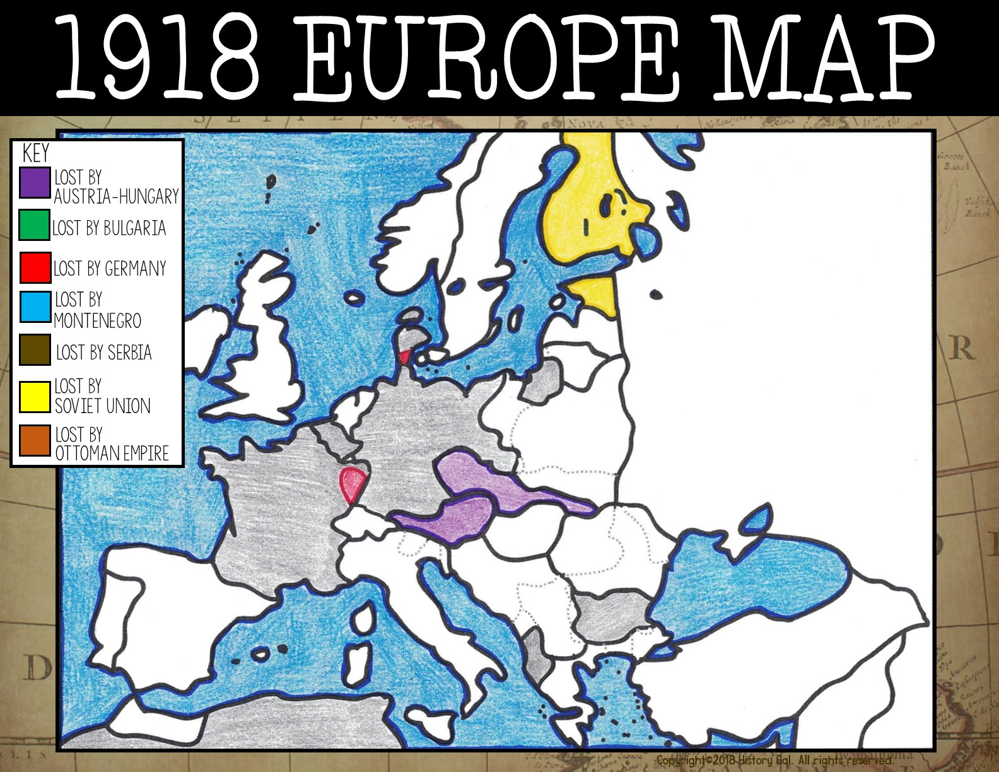 1918 EUROPE MAP
KEY
LOST BY
AUSTRIA-HUNGARY
LOST BY BULGARIA
LOST BY GERMANY
LOST BY
MONTENEGRO
LOST BY SERBIA
LOST BY
SOVIET UNION
LOST BY
OTTOMAN EMPIRE
NOVA
R
D
Copyright©2018 History Gal. All rights reserved.